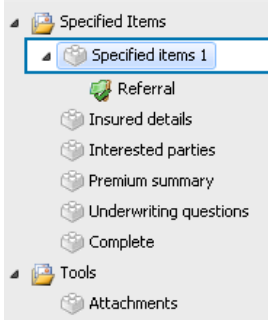 Specified Items
Specified items 1
Referral
Insured details
Interested parties
Premium summary
Underwriting questions
Complete
Tools
Attachments